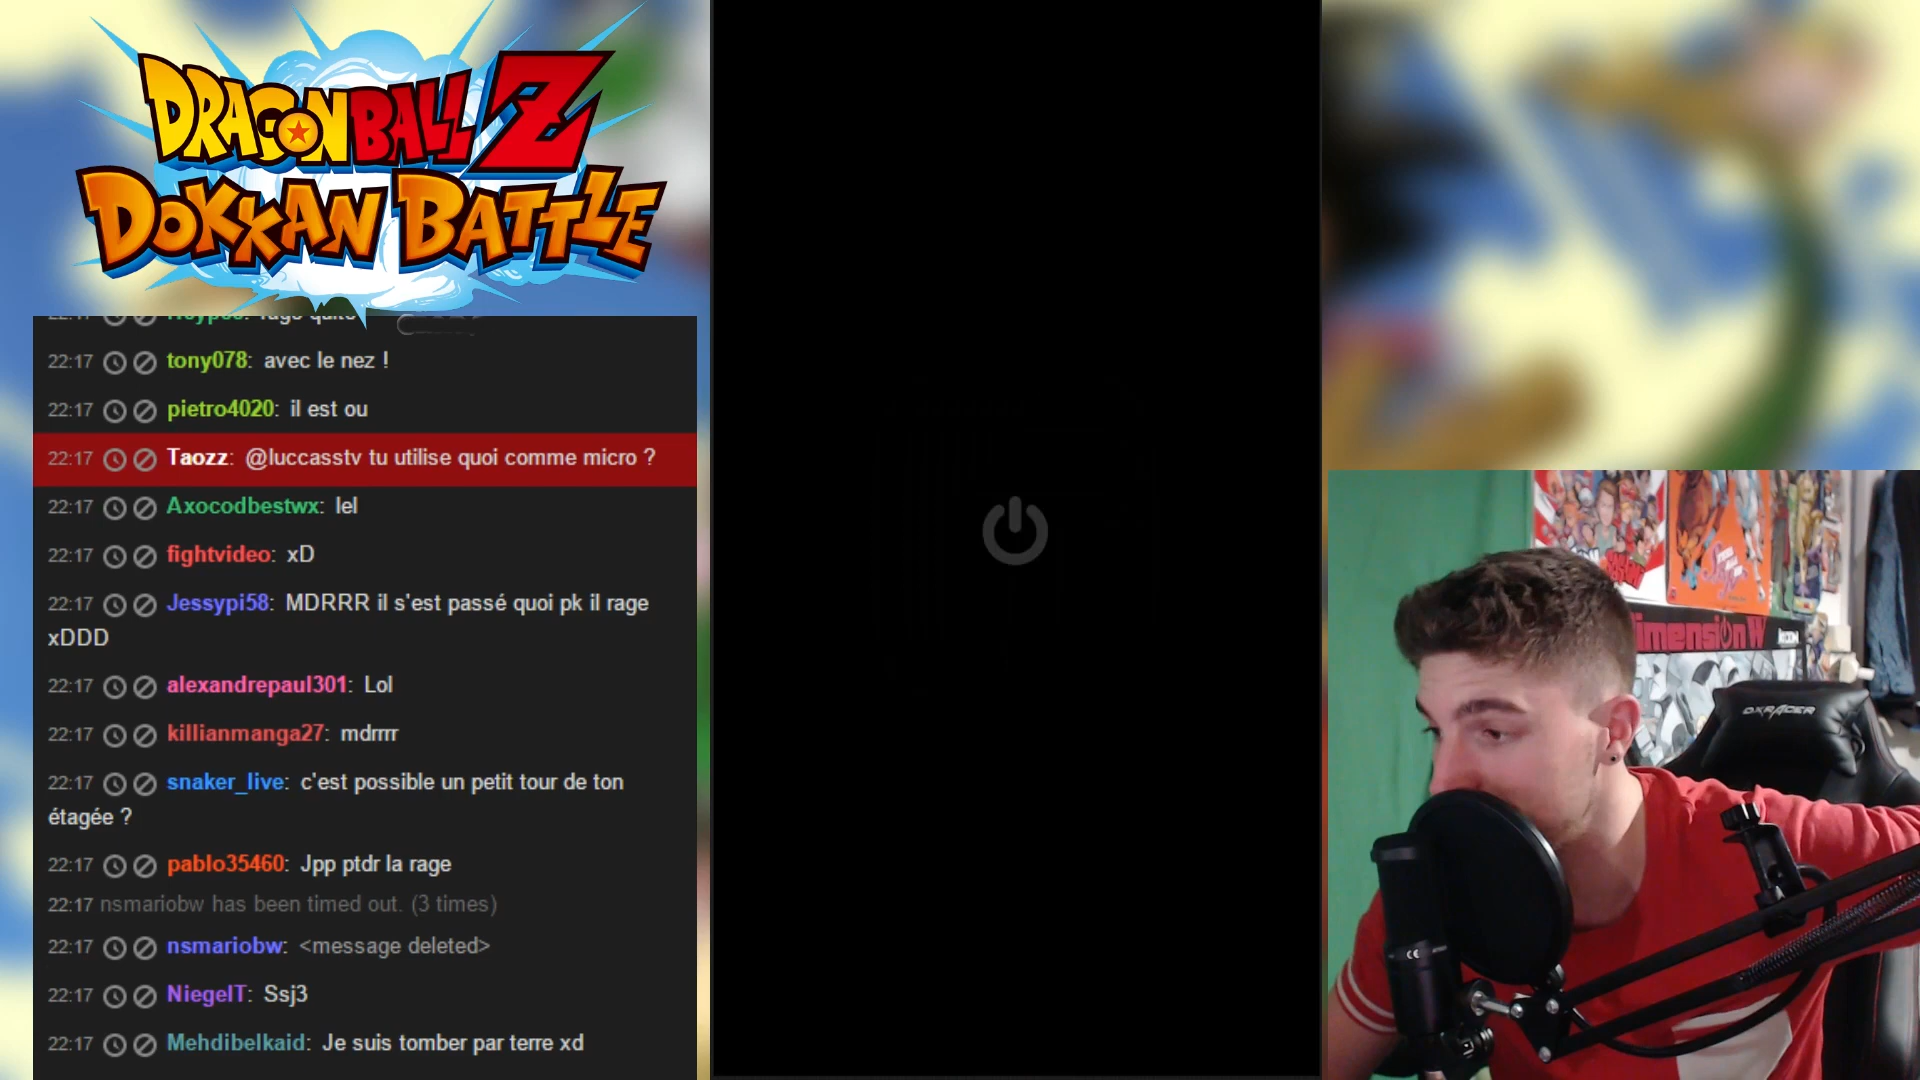 DRAGON BALL Z
DOKKAN BATTLE
22:17 tony078: avec le nez !
22:17 pietro4020: il est ou
22:17 Taozz: @luccasstv tu utilise quoi comme micro ?
22:17 Axocodbestwx: lel
22:17 fightvideo: xD
22:17 Jessypi58: MDRRR il s'est passé quoi pk il rage
xDDD
22:17 alexandrepaul301: Lol
22:17 killianmanga27: mdrrrr
22:17 snaker_live: c'est possible un petit tour de ton
étagée ?
22:17 pablo35460: Jpp ptdr la rage
22:17 nsmariobw has been timed out. (3 times)
22:17 nsmariobw: <message deleted>
22:17 NiegelT: Ssj3
22:17 Mehdibelkaid: Je suis tomber par terre xd
imension W
DXRACER
CE